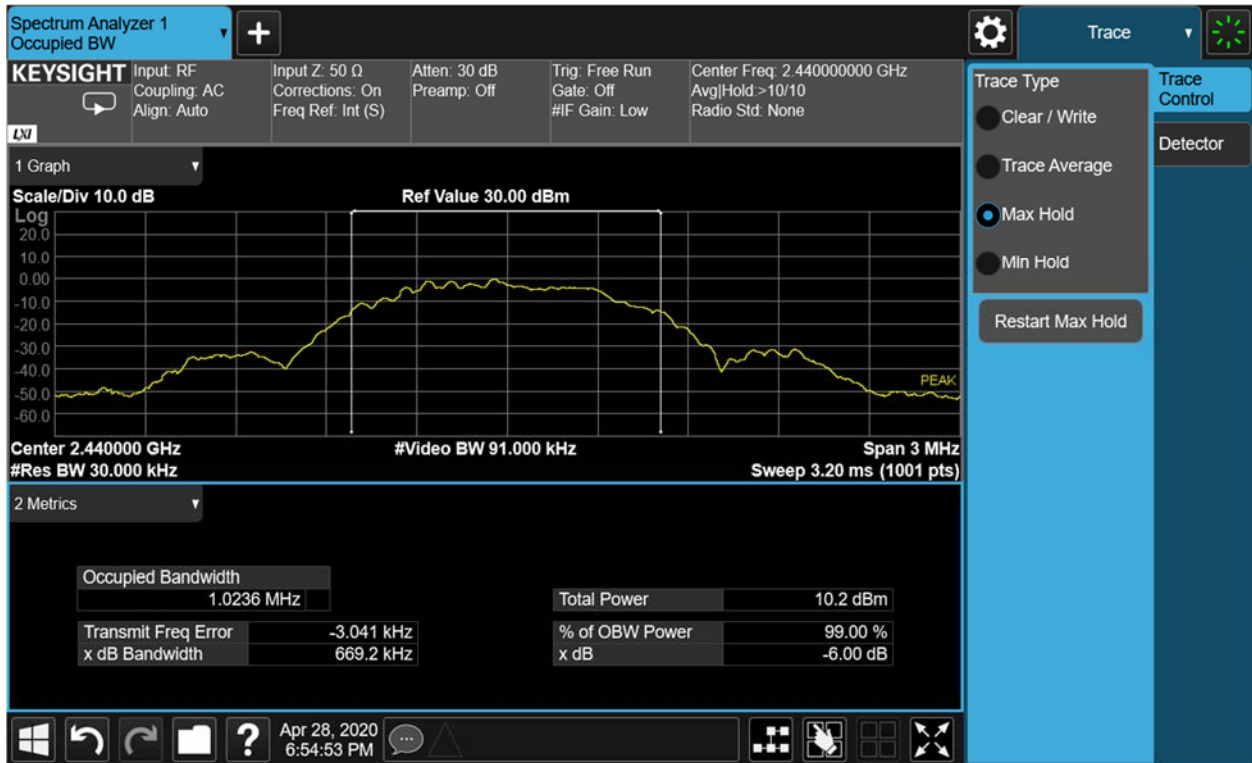 Spectrum Analyzer 1
Occupied BW
+
Trace
KEYSIGHT
LXI
Input: RF
Coupling: AC
Align: Auto
Input Z: 50 Ω
Corrections: On
Freq Ref: Int (S)
Atten: 30 dB
Preamp: Off
Trig: Free Run
Gate: Off
#IF Gain: Low
Center Freq: 2.440000000 GHz
Avg|Hold:>10/10
Radio Std: None
Trace Type
Clear / Write
Trace Average
Max Hold
Min Hold
Restart Max Hold
Trace
Control
Detector
1 Graph
Scale/Div 10.0 dB
Ref Value 30.00 dBm
Log
20.0
10.0
0.00
-10.0
-20.0
-30.0
-40.0
-50.0
-60.0
PEAK
Center 2.440000 GHz
#Video BW 91.000 kHz
Span 3 MHz
#Res BW 30.000 kHz
Sweep 3.20 ms (1001 pts)
2 Metrics
Occupied Bandwidth
1.0236 MHz
Total Power 10.2 dBm
Transmit Freq Error -3.041 kHz
% of OBW Power 99.00 %
x dB Bandwidth 669.2 kHz
x dB -6.00 dB
?
Apr 28, 2020
6:54:53 PM